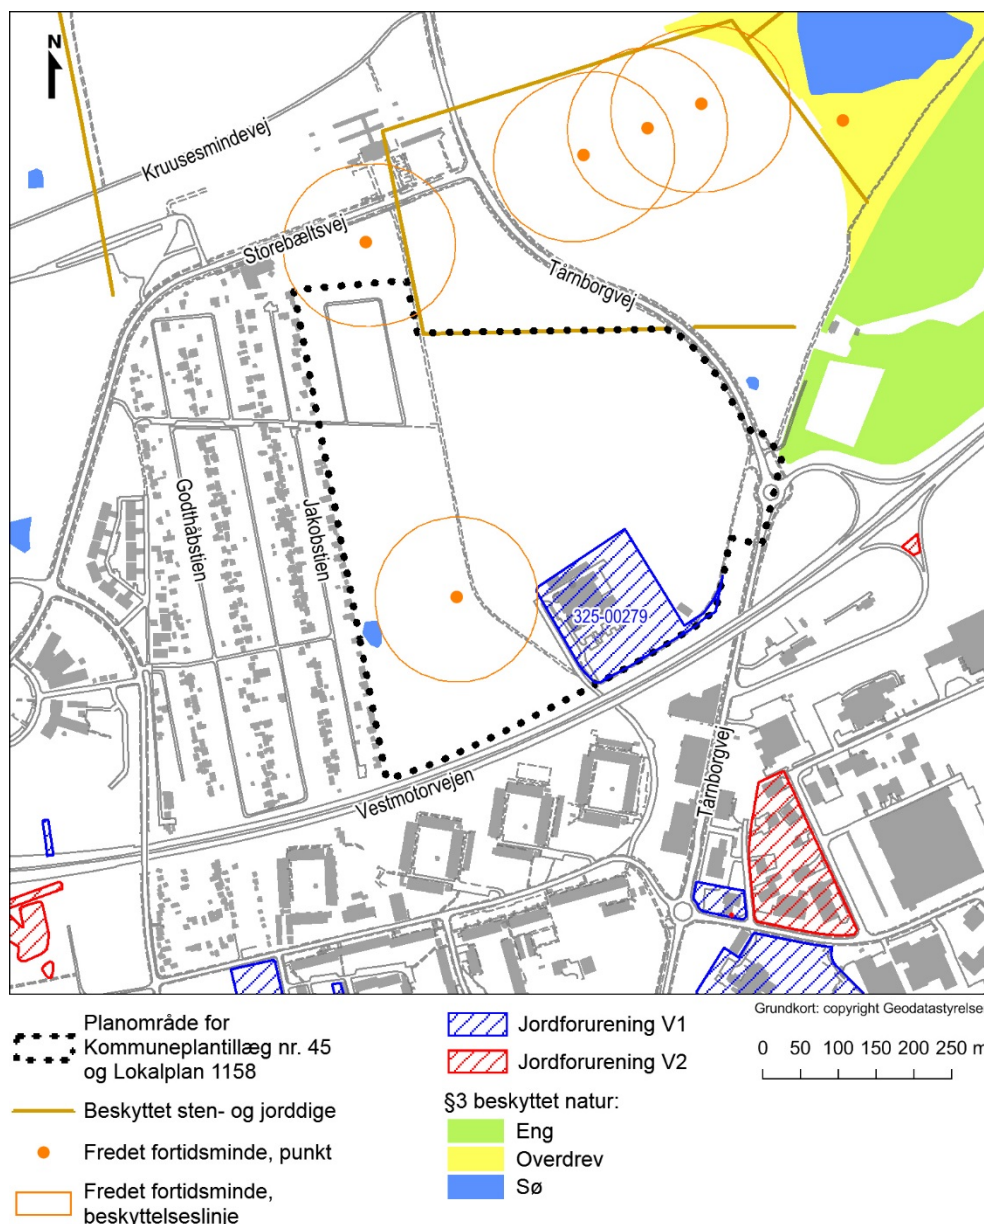 N
Kruusesmindevej
Storebæltsvej
Tårnborgvej
Godthåbstien
Jakobstien
325-00279
Vestmotorvejen
Tårnborgvej
Planområde for
Kommuneplantillæg nr. 45
og Lokalplan 1158
Beskyttet sten- og jorddige
Fredet fortidsminde, punkt
Fredet fortidsminde,
beskyttelseslinje
Jordforurening V1
Jordforurening V2
§3 beskyttet natur:
Eng
Overdrev
Sø
Grundkort: copyright Geodatastyrelse
0 50 100 150 200 250 m